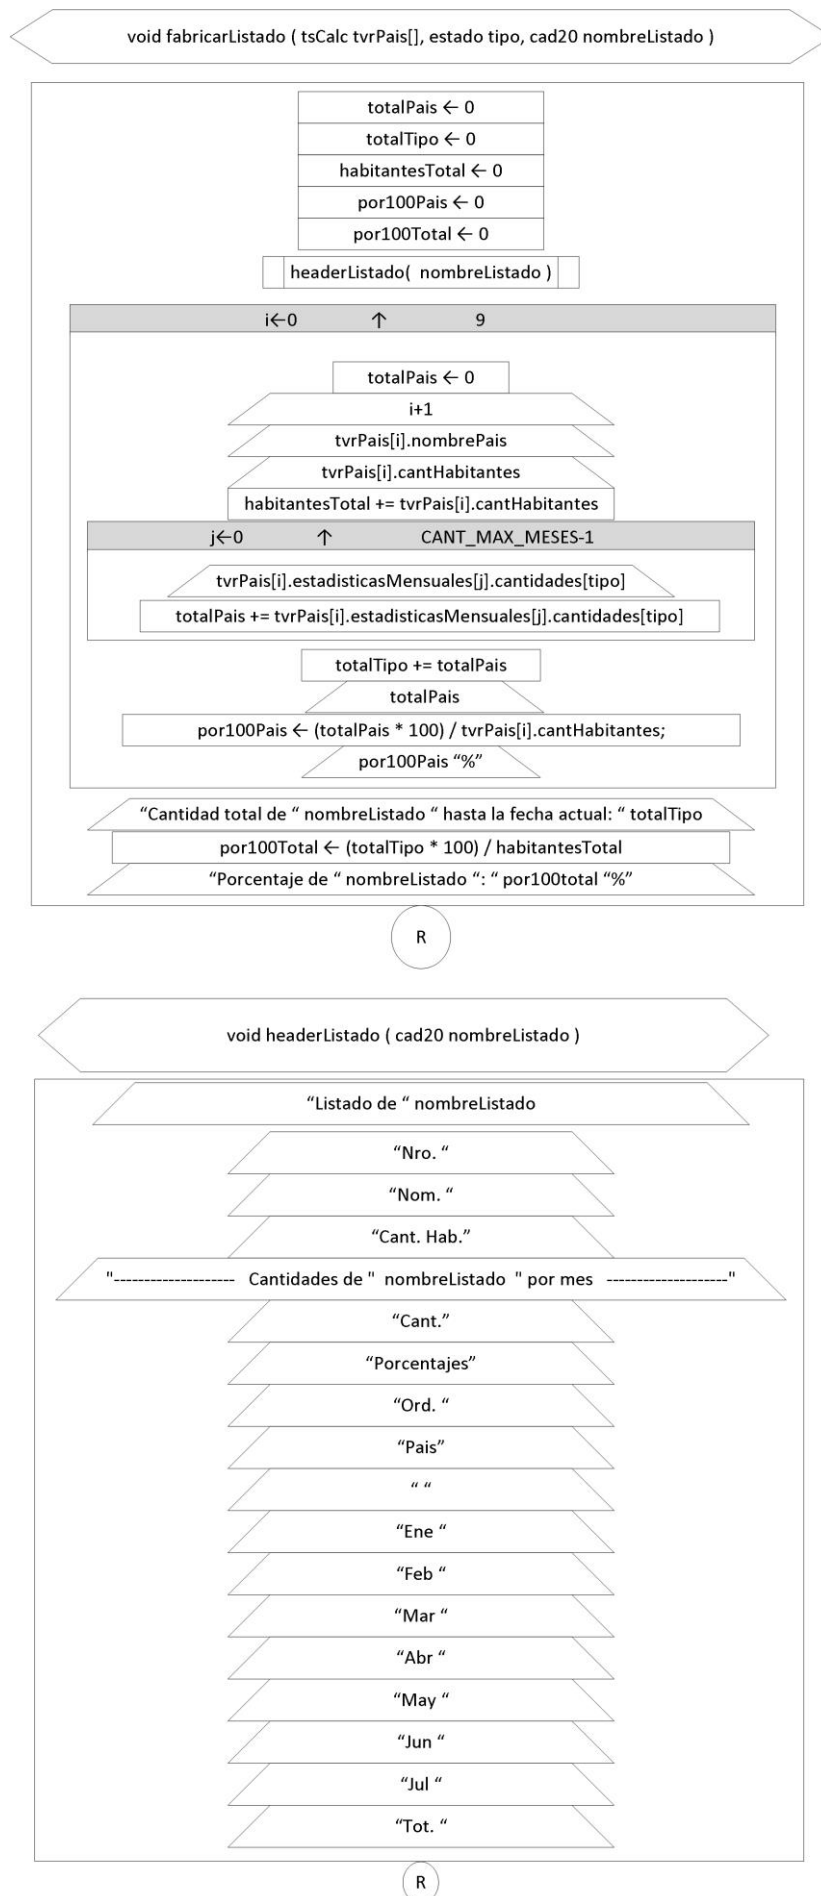 void fabricarListado ( tsCalc tvrPais[], estado tipo, cad20 nombreListado )
totalPais ← 0
totalTipo ← 0
habitantesTotal ← 0
por100Pais ← 0
por100Total ← 0
headerListado(  nombreListado )
i←0 ↑ 9
totalPais ← 0
i+1
tvrPais[i].nombrePais
tvrPais[i].cantHabitantes
habitantesTotal += tvrPais[i].cantHabitantes
j←0 ↑ CANT_MAX_MESES-1
tvrPais[i].estadisticasMensuales[j].cantidades[tipo]
totalPais += tvrPais[i].estadisticasMensuales[j].cantidades[tipo]
totalTipo += totalPais
totalPais
por100Pais ← (totalPais * 100) / tvrPais[i].cantHabitantes;
por100Pais “%”
“Cantidad total de “ nombreListado “ hasta la fecha actual: “ totalTipo
por100Total ← (totalTipo * 100) / habitantesTotal
“Porcentaje de “ nombreListado “: “ por100total “%”
R
void headerListado ( cad20 nombreListado )
“Listado de “ nombreListado
“Nro. “
“Nom. “
“Cant. Hab.”
"--------------------   Cantidades de "  nombreListado  " por mes   --------------------"
“Cant.”
“Porcentajes”
“Ord. “
“Pais”
“ “
“Ene “
“Feb “
“Mar “
“Abr “
“May “
“Jun “
“Jul “
“Tot. “
R